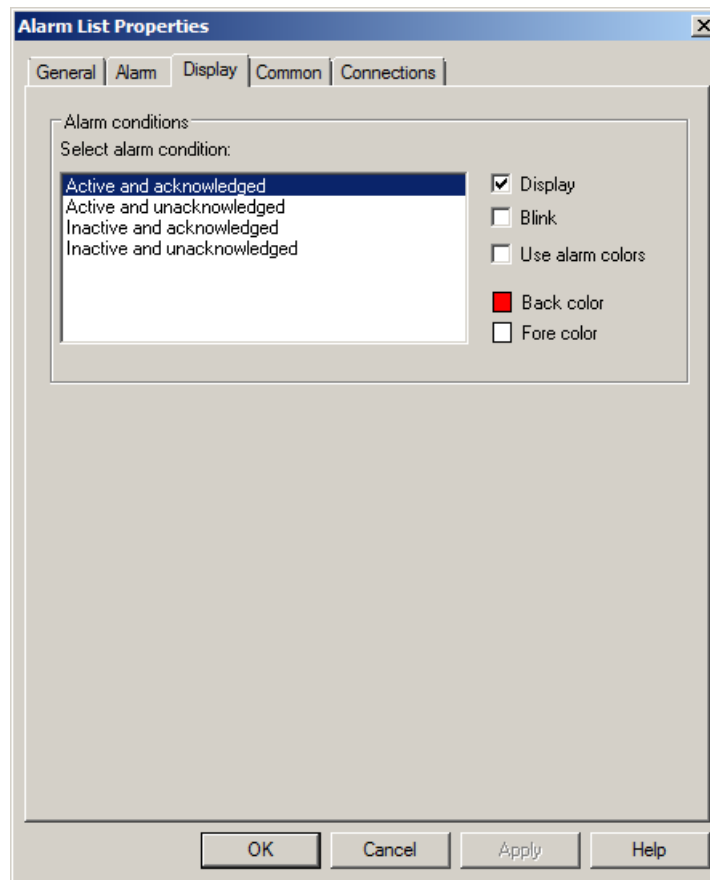 Alarm List Properties
General Alarm Display Common Connections
Alarm conditions
Select alarm condition:
Active and acknowledged
Active and unacknowledged
Inactive and acknowledged
Inactive and unacknowledged
Display
Blink
Use alarm colors
Back color
Fore color
OK Cancel Apply Help